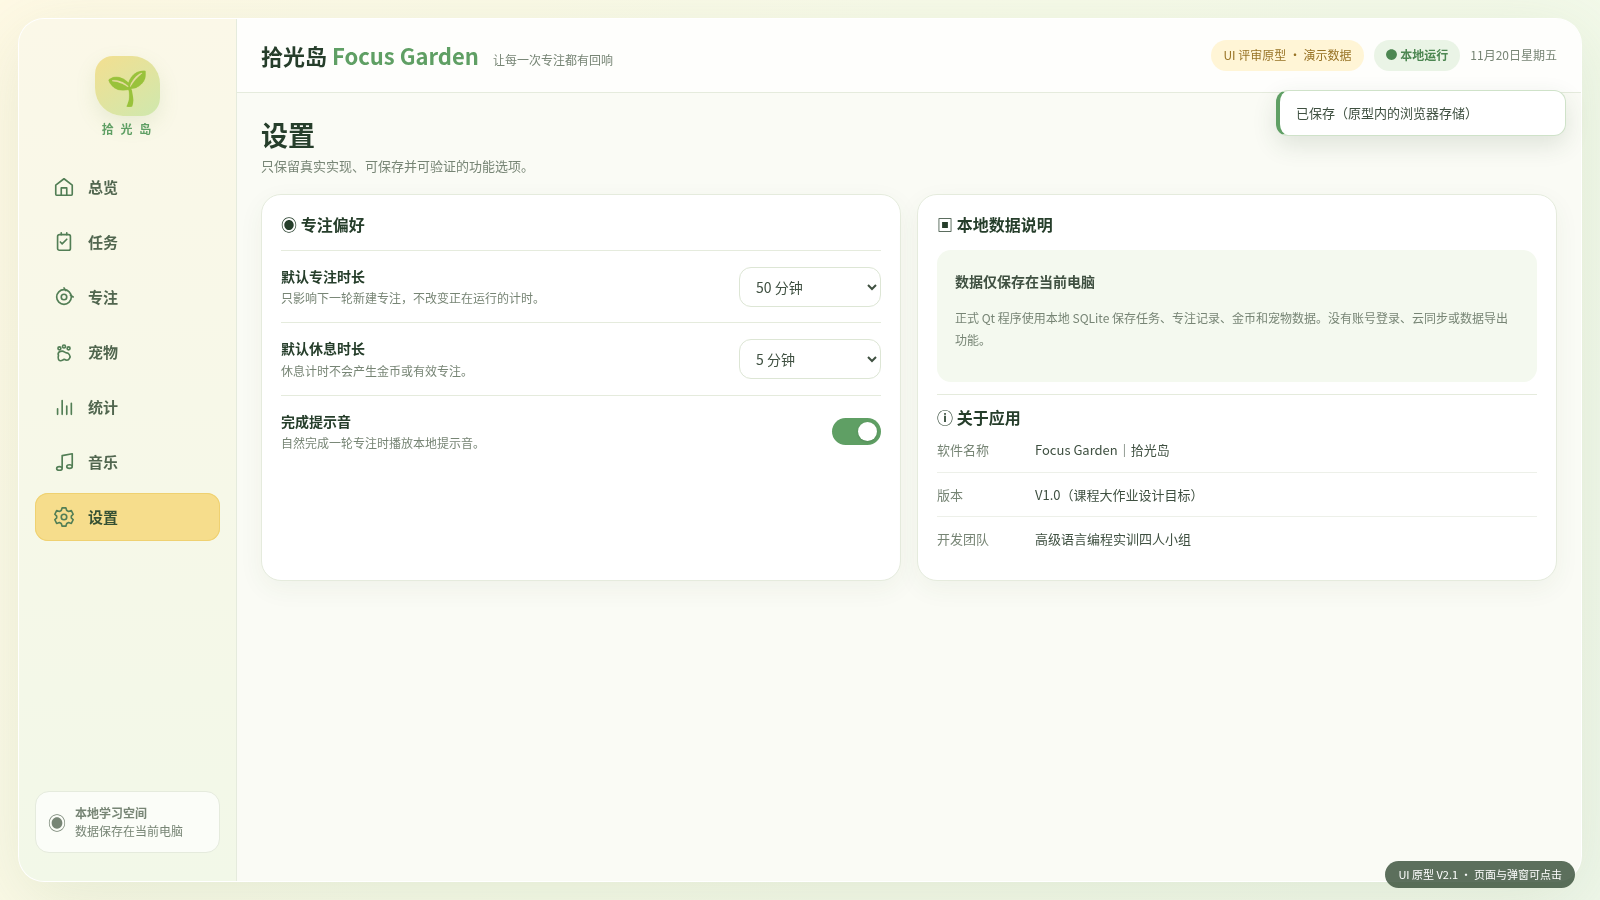 拾光岛
总览
任务
专注
宠物
统计
音乐
设置
本地学习空间
数据保存在当前电脑
拾光岛 Focus Garden 让每一次专注都有回响
UI 评审原型 · 演示数据
本地运行
11月20日星期五
已保存（原型内的浏览器存储）
设置
只保留真实实现、可保存并可验证的功能选项。
专注偏好
默认专注时长
只影响下一轮新建专注，不改变正在运行的计时。
50 分钟
默认休息时长
休息计时不会产生金币或有效专注。
5 分钟
完成提示音
自然完成一轮专注时播放本地提示音。
本地数据说明
数据仅保存在当前电脑
正式 Qt 程序使用本地 SQLite 保存任务、专注记录、金币和宠物数据。没有账号登录、云同步或数据导出
功能。
关于应用
软件名称 Focus Garden｜拾光岛
版本 V1.0（课程大作业设计目标）
开发团队 高级语言编程实训四人小组
UI 原型 V2.1 · 页面与弹窗可点击